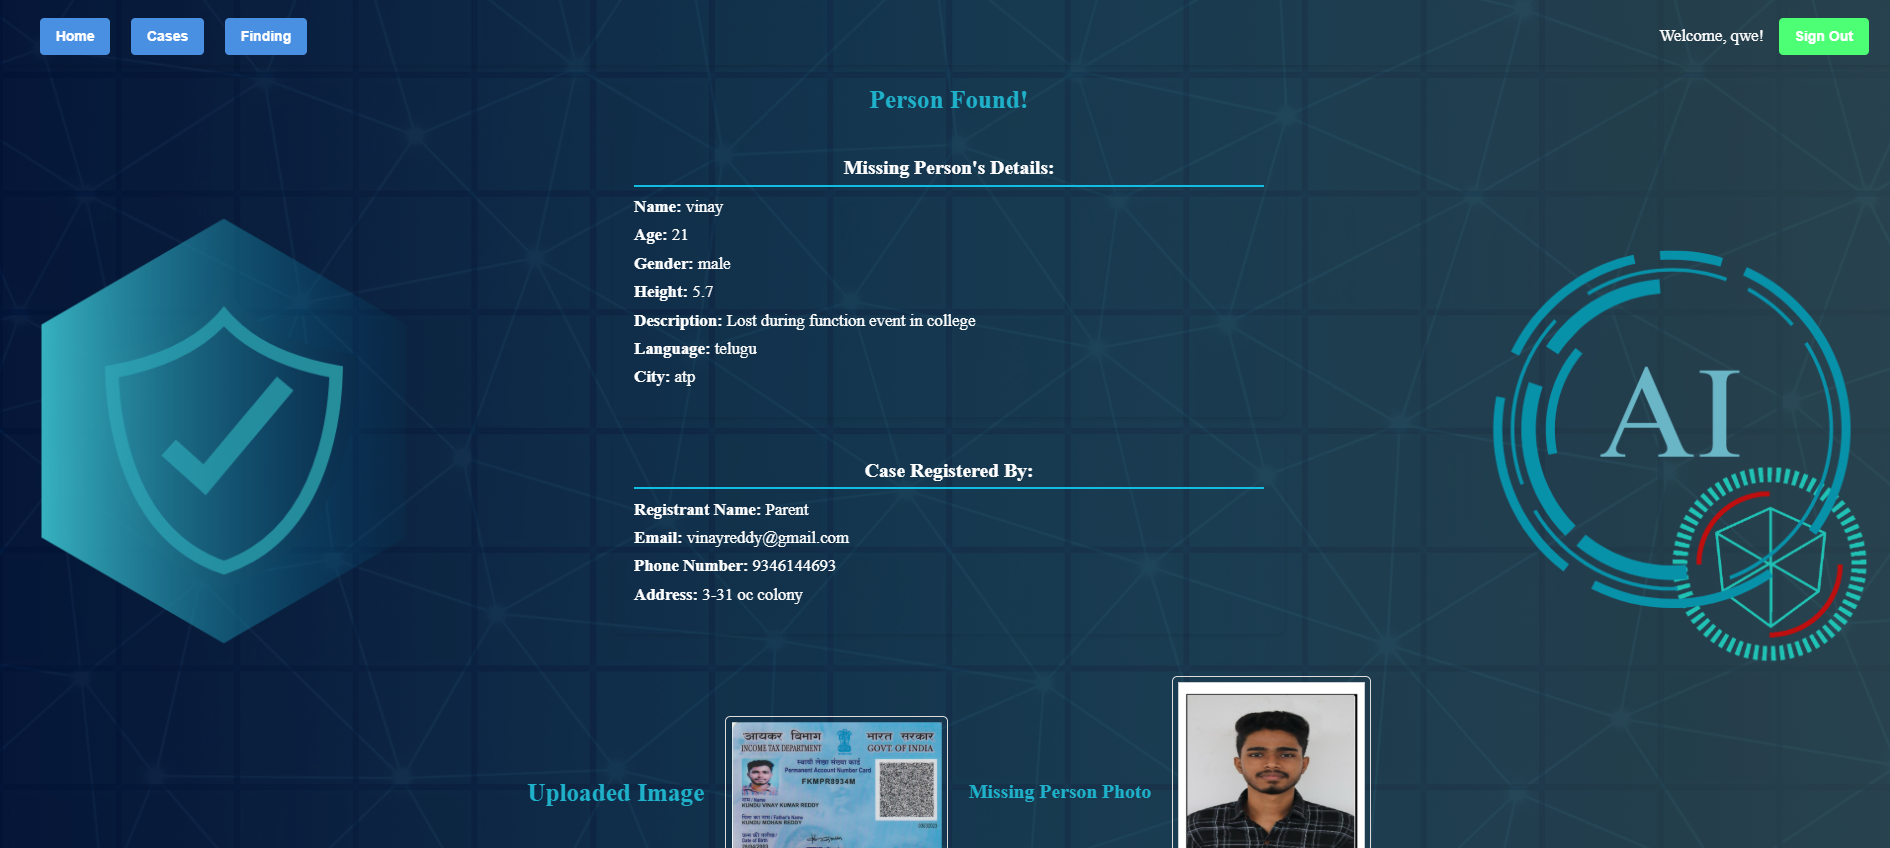 Home Cases Finding Welcome, qwe! Sign Out
Person Found!
Missing Person's Details:
Name: vinay
Age: 21
Gender: male
Height: 5.7
Description: Lost during function event in college
Language: telugu
City: atp
AI
Case Registered By:
Registrant Name: Parent
Email: vinayreddy@gmail.com
Phone Number: 9346144693
Address: 3-31 oc colony
Uploaded Image
आयकर विभाग भारत सरकार
INCOME TAX DEPARTMENT GOVT. OF INDIA
स्थायी लेखा संख्या कार्ड
Permanent Account Number Card
FKMPR8934M
नाम / Name
KUNDU VINAY KUMAR REDDY
पिता का नाम / Father's Name
KUNDU MOHAN REDDY
जन्म की तारीख /
Date of Birth
Missing Person Photo